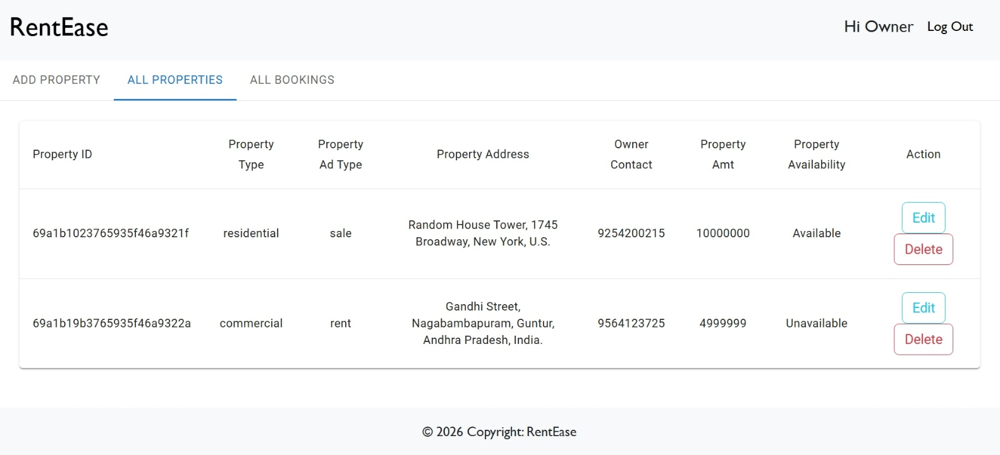 RentEase
Hi Owner Log Out
ADD PROPERTY ALL PROPERTIES ALL BOOKINGS
Property ID
Property
Type
Property
Ad Type
Property Address
Owner
Contact
Property
Amt
Property
Availability
Action
69a1b1023765935f46a9321f
residential
sale
Random House Tower, 1745
Broadway, New York, U.S.
9254200215
10000000
Available
Edit
Delete
69a1b19b3765935f46a9322a
commercial
rent
Gandhi Street,
Nagabambapuram, Guntur,
Andhra Pradesh, India.
9564123725
4999999
Unavailable
Edit
Delete
© 2026 Copyright: RentEase